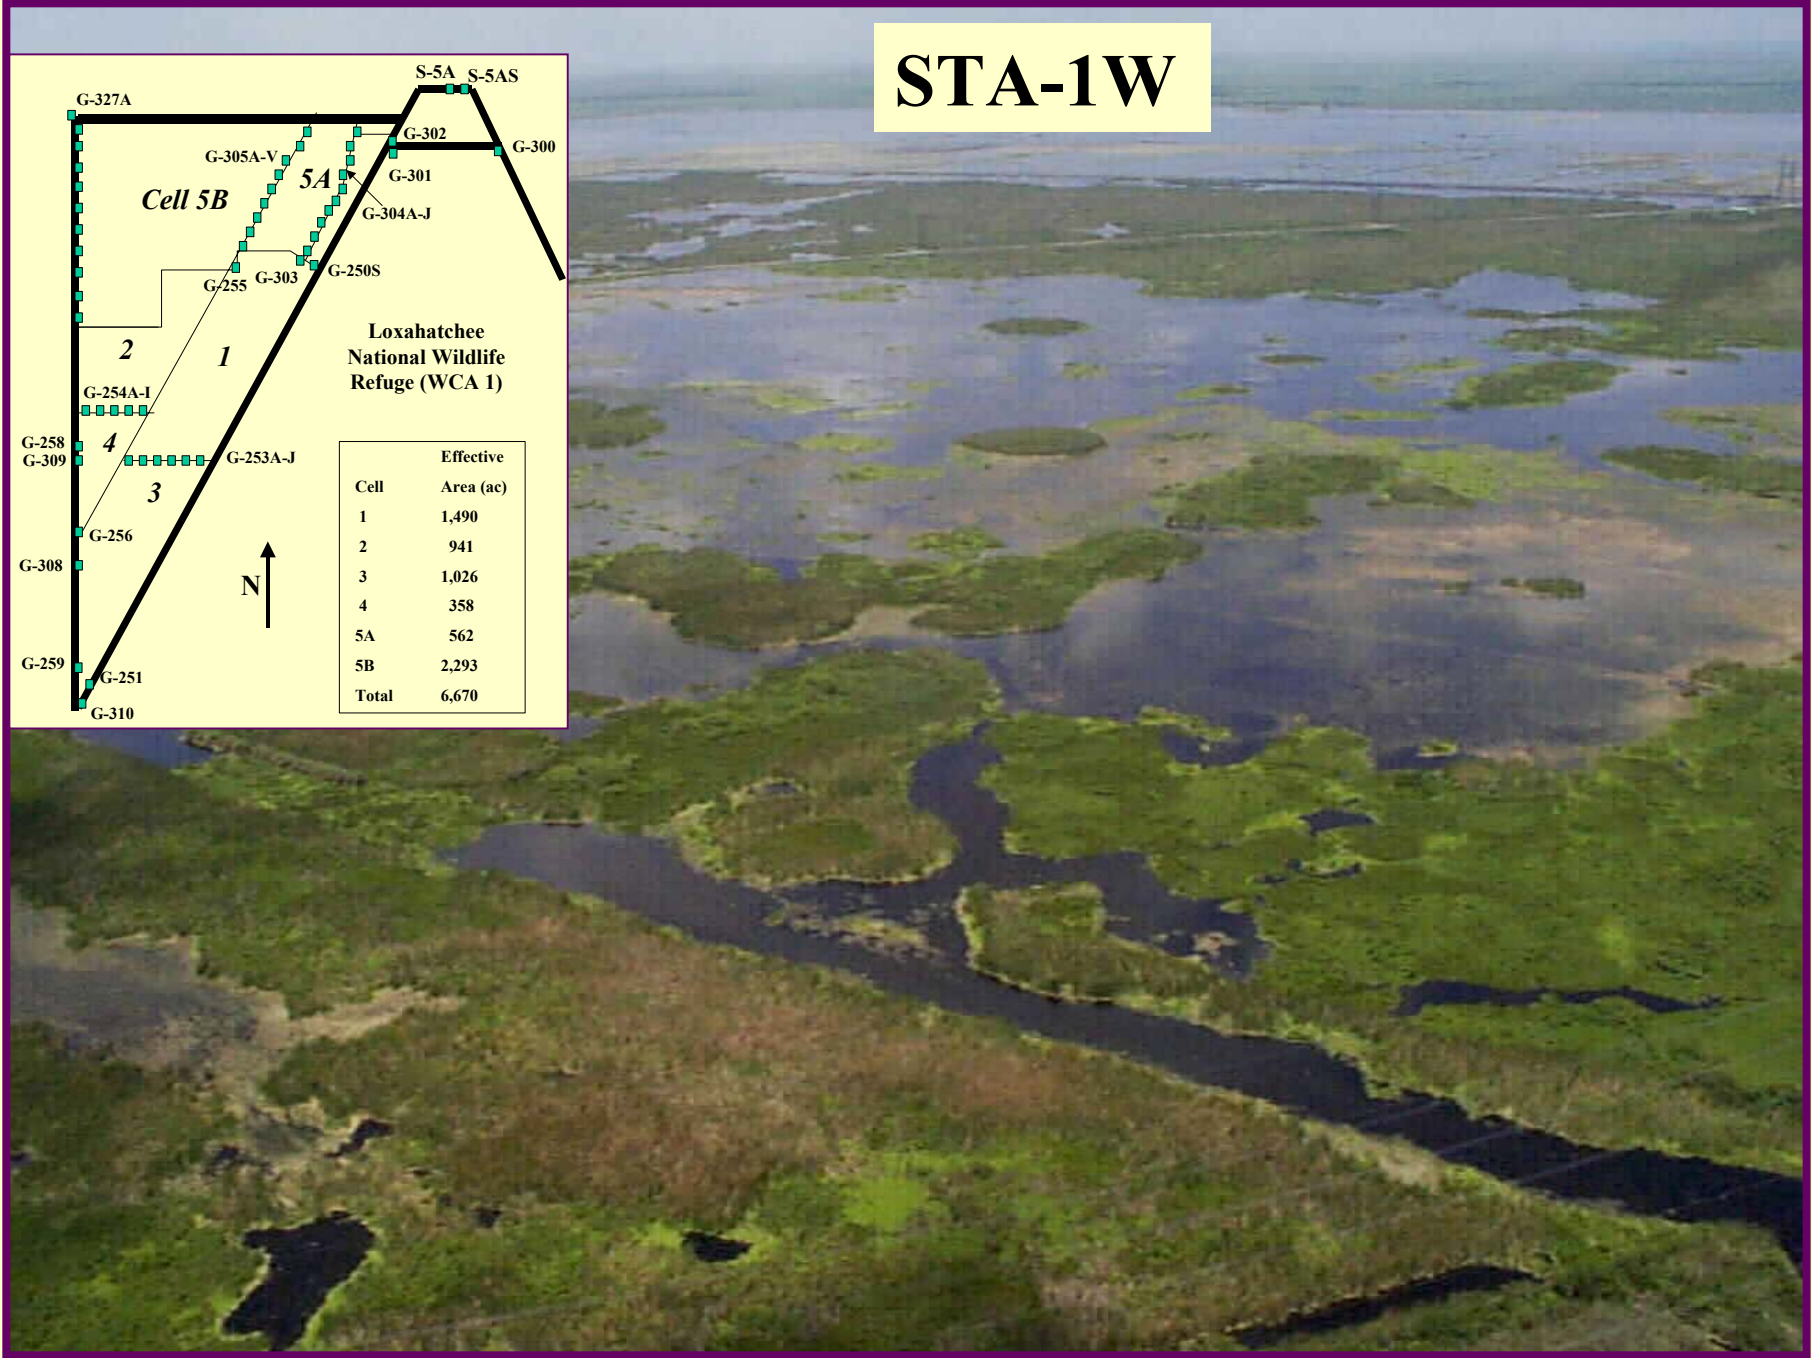 STA-1W
S-5A S-5AS
G-327A
G-302
G-300
G-305A-V
G-301
5A
Cell 5B
G-304A-J
G-303
G-250S
G-255
Loxahatchee
National Wildlife
Refuge (WCA 1)
2
1
G-254A-I
G-258
4
G-309
G-253A-J
3
G-256
G-308
N
G-259
G-251
G-310
Effective
Cell Area (ac)
1 1,490
2 941
3 1,026
4 358
5A 562
5B 2,293
Total 6,670